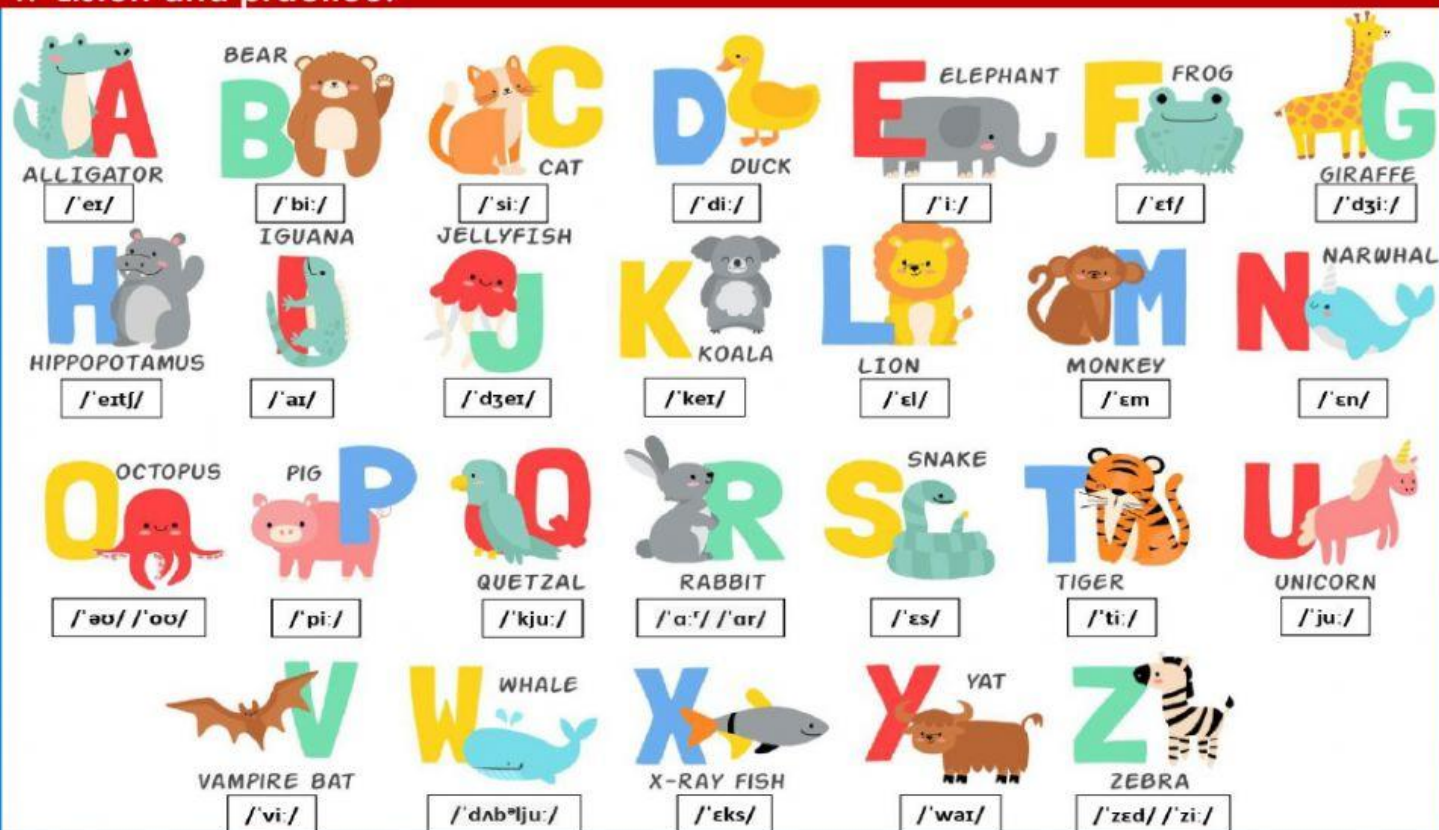 1. Listen and practice:
A
ALLIGATOR
/ˈeɪ/
BEAR
B
/ˈbiː/
C
CAT
/ˈsiː/
D
DUCK
/ˈdiː/
E
ELEPHANT
/ˈiː/
F
FROG
/ˈɛf/
G
GIRAFFE
/ˈdʒiː/
H
HIPPOPOTAMUS
/ˈeɪtʃ/
IGUANA
I
/ˈaɪ/
JELLYFISH
J
/ˈdʒeɪ/
K
KOALA
/ˈkeɪ/
L
LION
/ˈɛl/
M
MONKEY
/ˈɛm
N
NARWHAL
/ˈɛn/
O
OCTOPUS
/ˈəʊ/ /ˈoʊ/
PIG
P
/ˈpiː/
Q
QUETZAL
/ˈkjuː/
R
RABBIT
/ˈɑːʳ/ /ˈɑr/
S
SNAKE
/ˈɛs/
T
TIGER
/ˈtiː/
U
UNICORN
/ˈjuː/
V
VAMPIRE BAT
/ˈviː/
W
WHALE
/ˈdʌbᵊljuː/
X
X-RAY FISH
/ˈɛks/
Y
YAT
/ˈwaɪ/
Z
ZEBRA
/ˈzɛd/ /ˈziː/